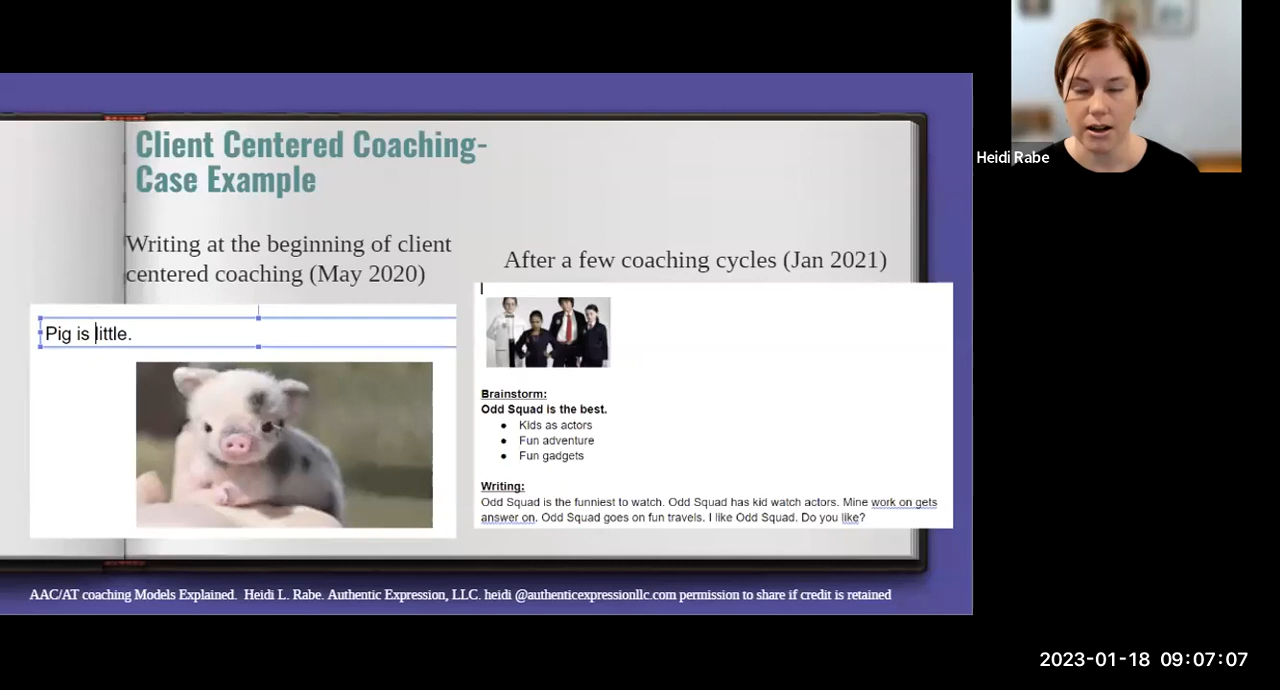 Client Centered Coaching-
Case Example
Writing at the beginning of client
centered coaching (May 2020)
Pig is little.
After a few coaching cycles (Jan 2021)
Brainstorm:
Odd Squad is the best.
● Kids as actors
● Fun adventure
● Fun gadgets
Writing:
Odd Squad is the funniest to watch. Odd Squad has kid watch actors. Mine work on gets
answer on. Odd Squad goes on fun travels. I like Odd Squad. Do you like?
AAC/AT coaching Models Explained. Heidi L. Rabe. Authentic Expression, LLC. heidi @authenticexpressionllc.com permission to share if credit is retained
Heidi Rabe
2023-01-18 09:07:07